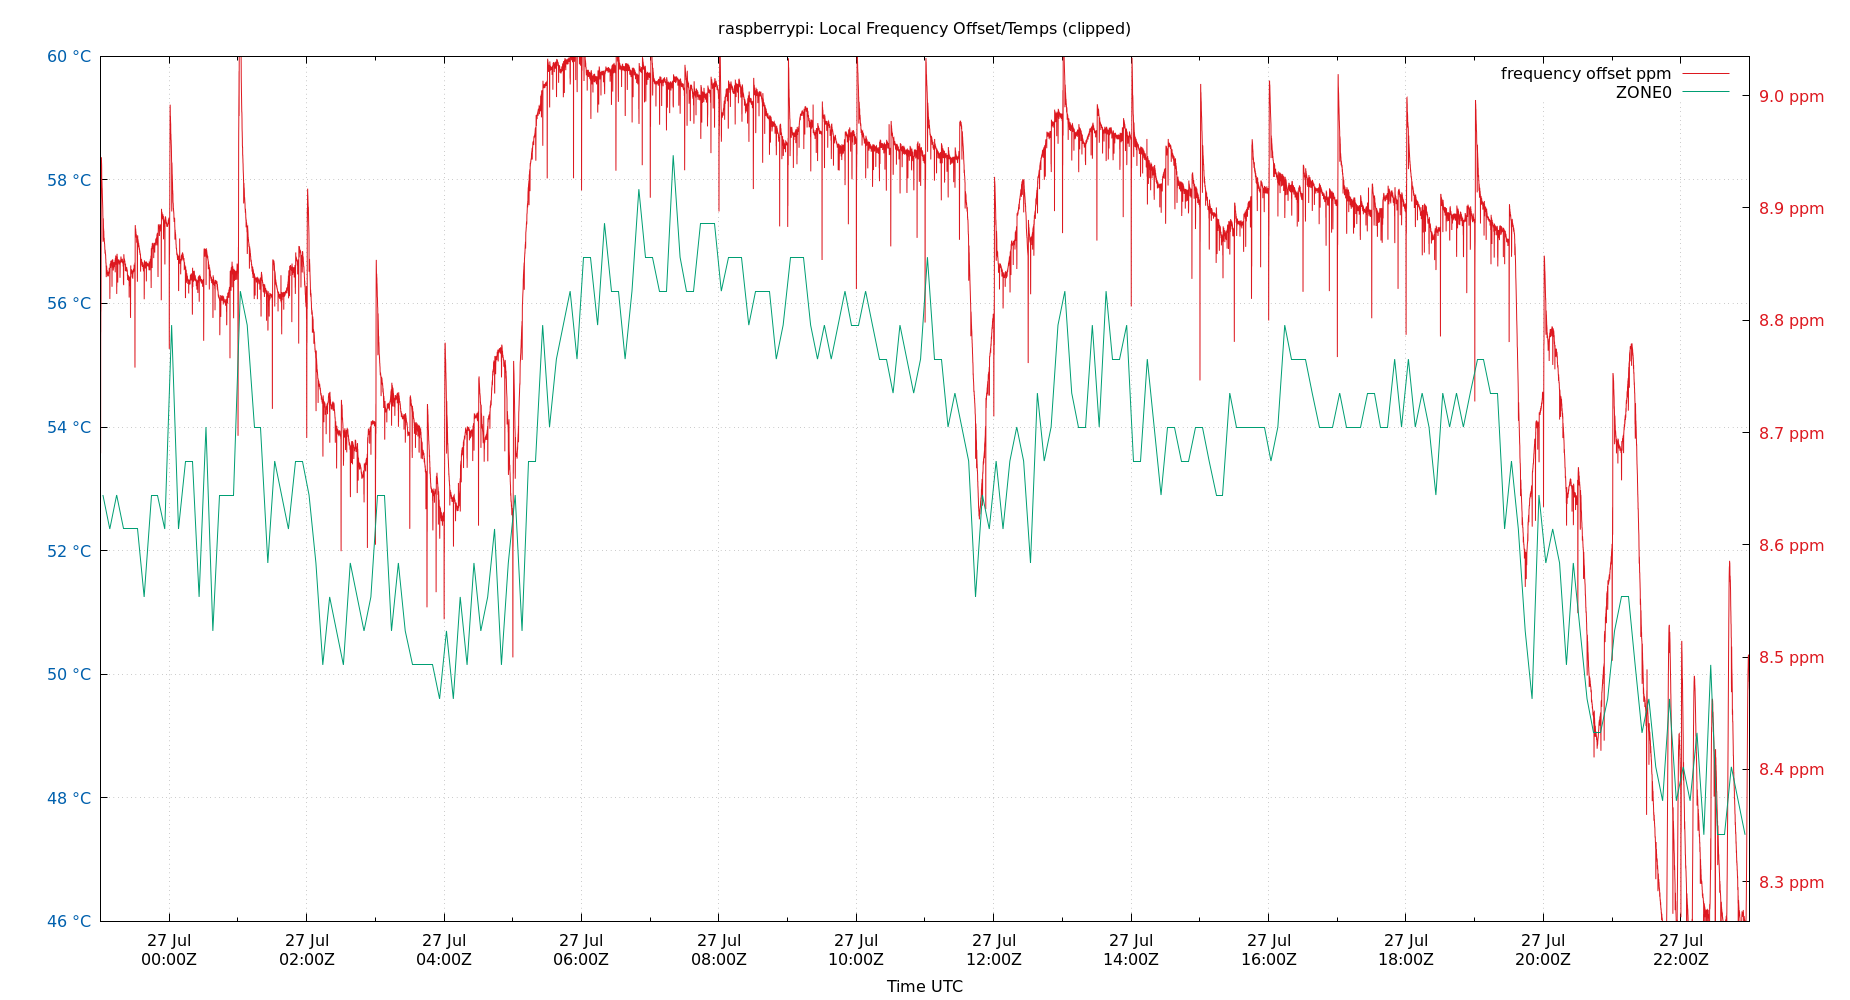 raspberrypi: Local Frequency Offset/Temps (clipped)
frequency offset ppm
ZONE0
60 °C
58 °C
56 °C
54 °C
52 °C
50 °C
48 °C
46 °C
9.0 ppm
8.9 ppm
8.8 ppm
8.7 ppm
8.6 ppm
8.5 ppm
8.4 ppm
8.3 ppm
27 Jul 27 Jul 27 Jul 27 Jul 27 Jul 27 Jul 27 Jul 27 Jul 27 Jul 27 Jul 27 Jul 27 Jul
00:00Z 02:00Z 04:00Z 06:00Z 08:00Z 10:00Z 12:00Z 14:00Z 16:00Z 18:00Z 20:00Z 22:00Z
Time UTC